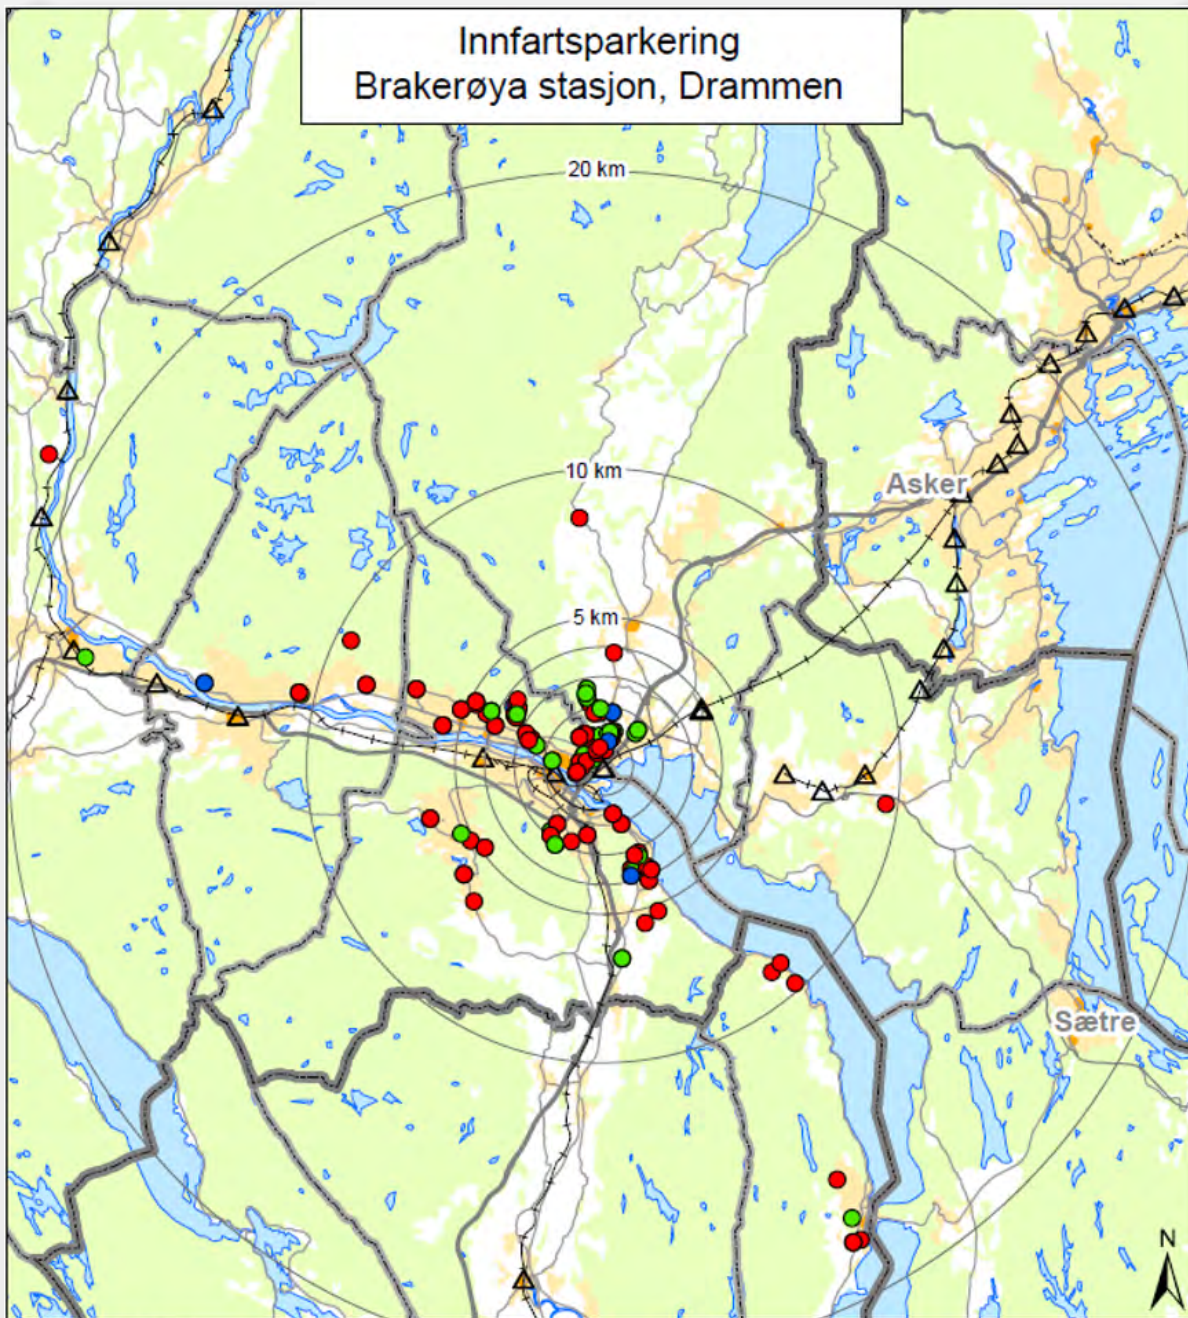 Innfartsparkering
Brakerøya stasjon, Drammen
20 km
10 km
Asker
5 km
Sætre
N